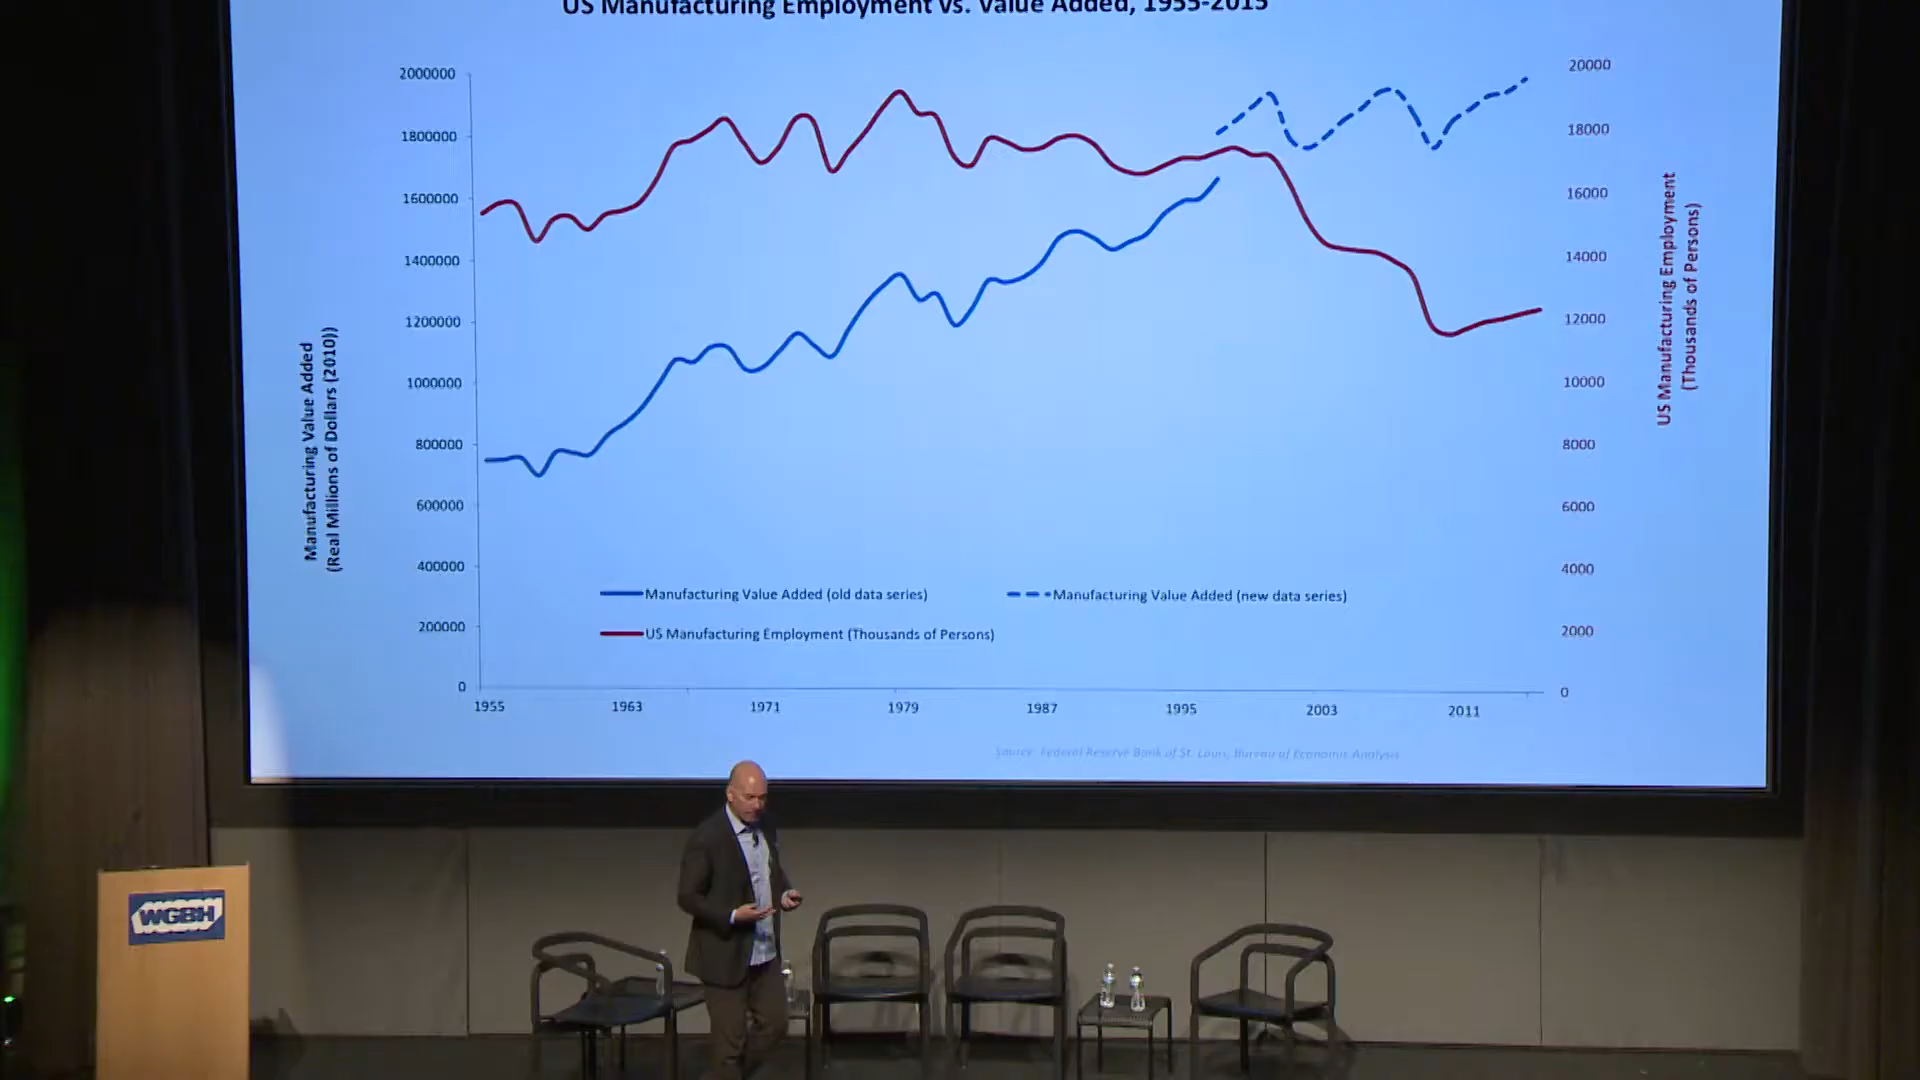 US Manufacturing Employment vs. Value Added, 1955-2015
2000000
1800000
1600000
1400000
1200000
1000000
800000
600000
400000
200000
0
Manufacturing Value Added
(Real Millions of Dollars (2010))
20000
18000
16000
14000
12000
10000
8000
6000
4000
2000
0
US Manufacturing Employment
(Thousands of Persons)
Manufacturing Value Added (old data series)
Manufacturing Value Added (new data series)
US Manufacturing Employment (Thousands of Persons)
1955 1963 1971 1979 1987 1995 2003 2011
Source: Federal Reserve Bank of St. Louis, Bureau of Economic Analysis
WGBH